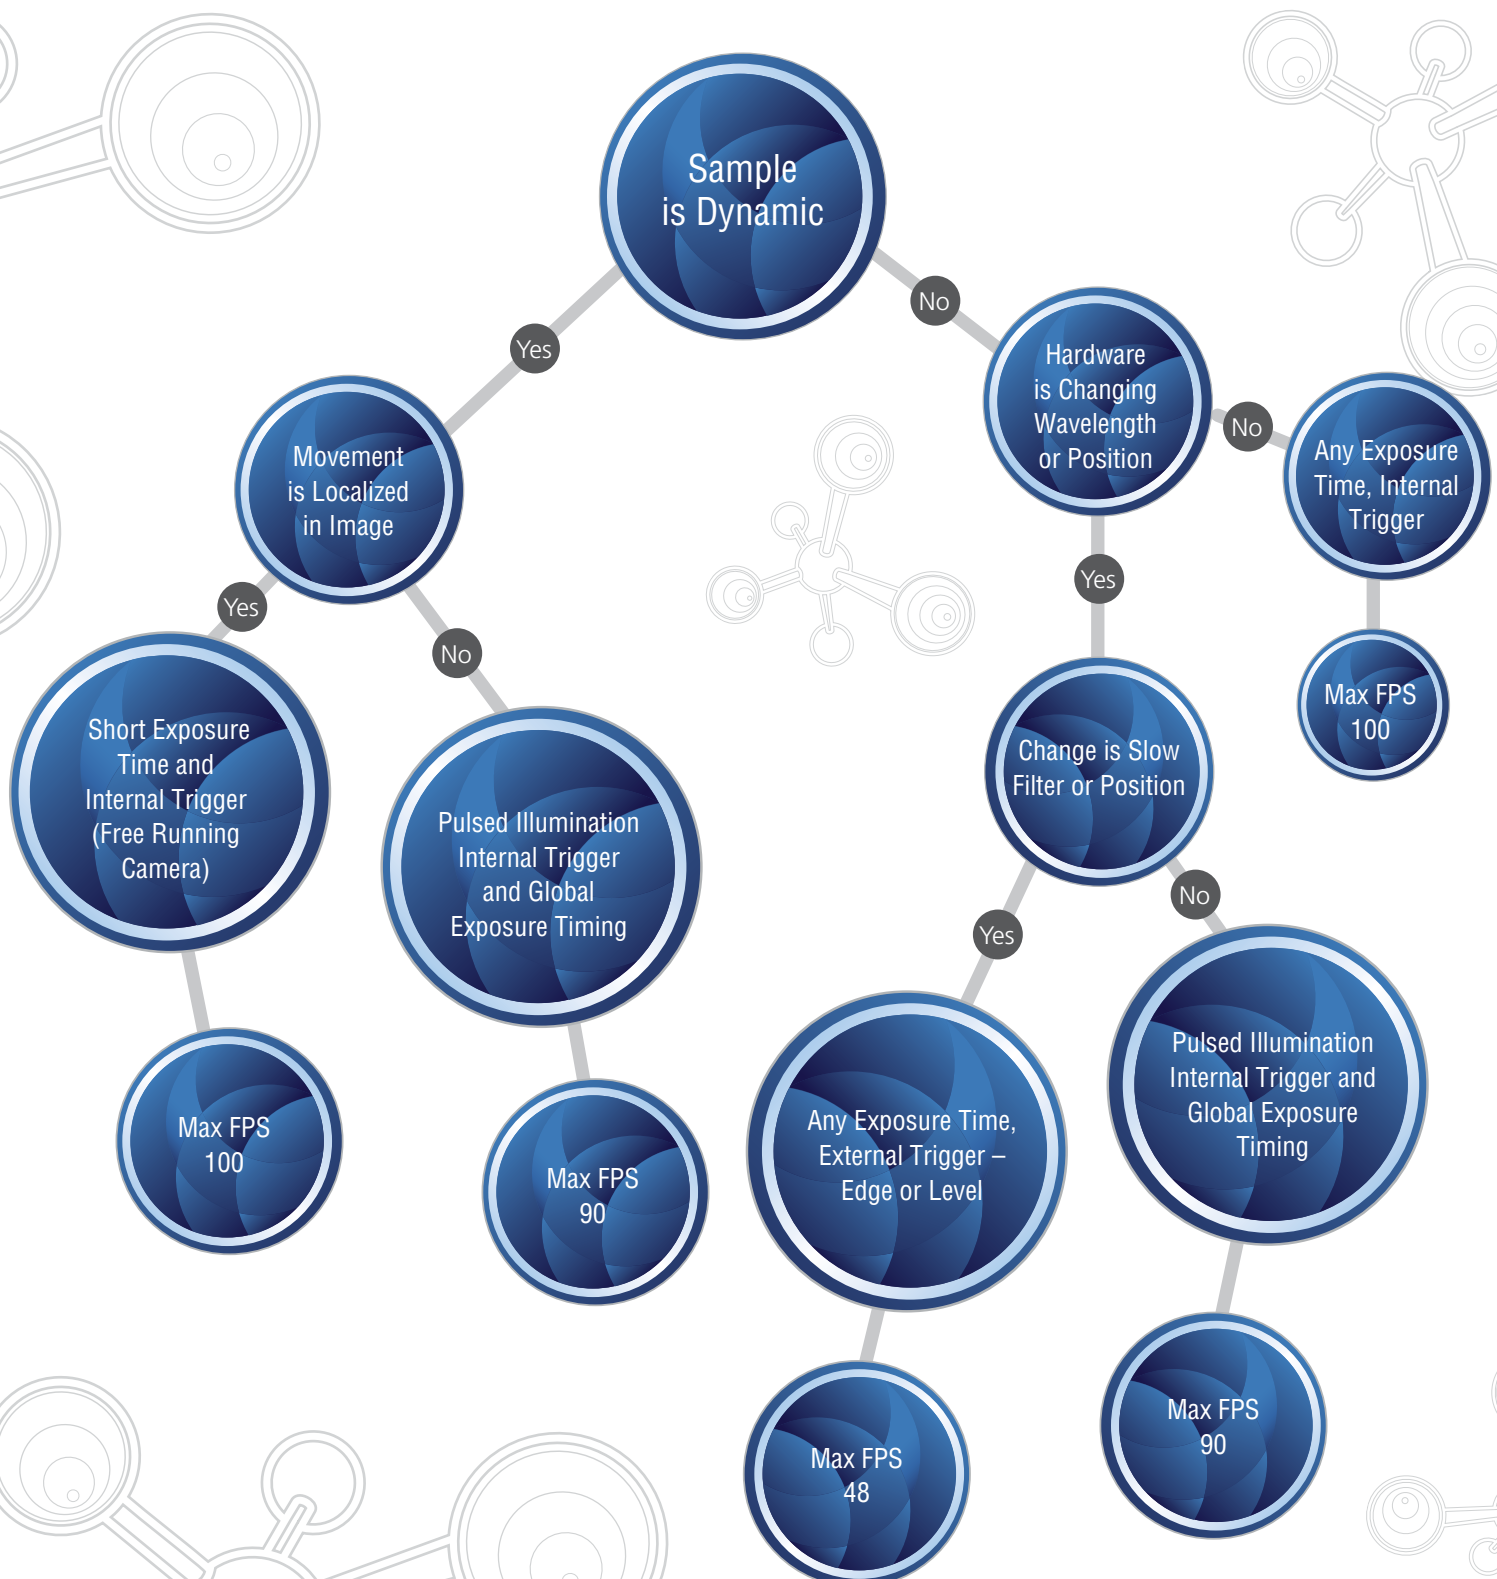 Sample
is Dynamic
Yes
No
Movement
is Localized
in Image
Hardware
is Changing
Wavelength
or Position
No
Any Exposure
Time, Internal
Trigger
Yes
No
Yes
Short Exposure
Time and
Internal Trigger
(Free Running
Camera)
Pulsed Illumination
Internal Trigger
and Global
Exposure Timing
Change is Slow
Filter or Position
Max FPS
100
Yes
No
Max FPS
100
Max FPS
90
Any Exposure Time,
External Trigger –
Edge or Level
Pulsed Illumination
Internal Trigger and
Global Exposure
Timing
Max FPS
48
Max FPS
90